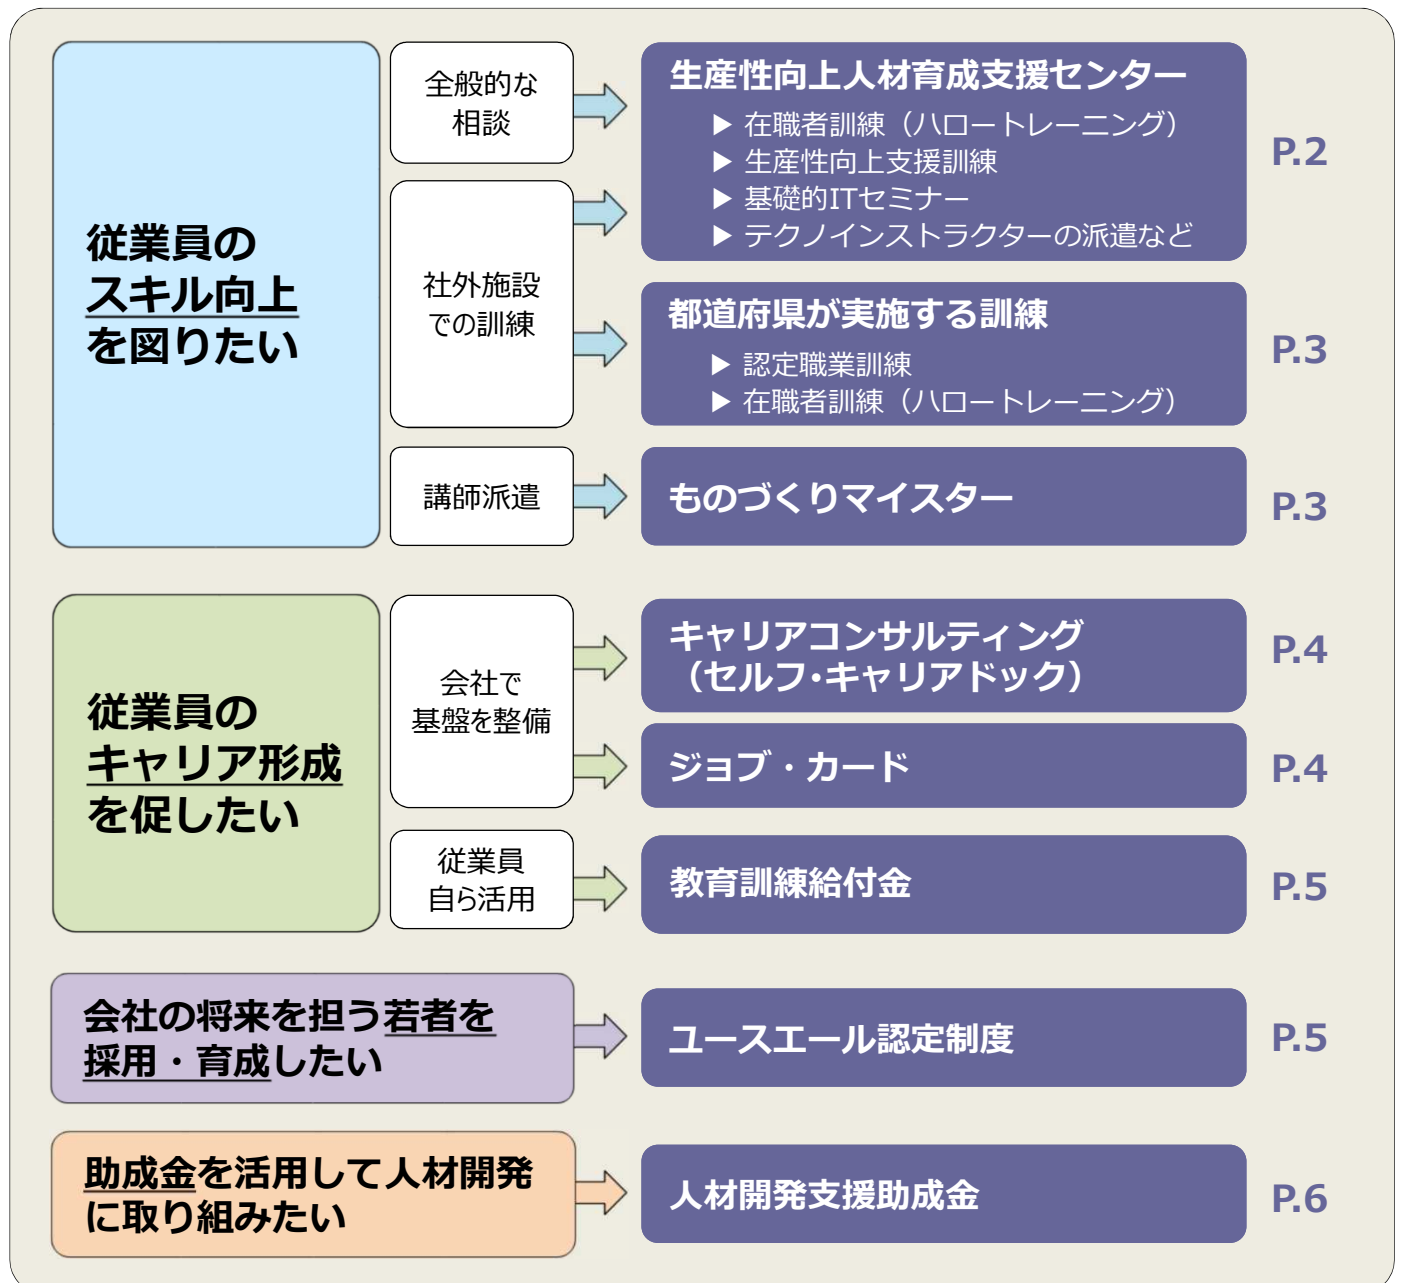 従業員の
スキル向上
を図りたい
全般的な
相談
生産性向上人材育成支援センター
▶ 在職者訓練（ハロートレーニング）
▶ 生産性向上支援訓練
▶ 基礎的ITセミナー
▶ テクノインストラクターの派遣など
P.2
社外施設
での訓練
都道府県が実施する訓練
▶ 認定職業訓練
▶ 在職者訓練（ハロートレーニング）
P.3
講師派遣
ものづくりマイスター
P.3
従業員の
キャリア形成
を促したい
会社で
基盤を整備
キャリアコンサルティング
（セルフ･キャリアドック）
P.4
ジョブ・カード
P.4
従業員
自ら活用
教育訓練給付金
P.5
会社の将来を担う若者を
採用・育成したい
ユースエール認定制度
P.5
助成金を活用して人材開発
に取り組みたい
人材開発支援助成金
P.6